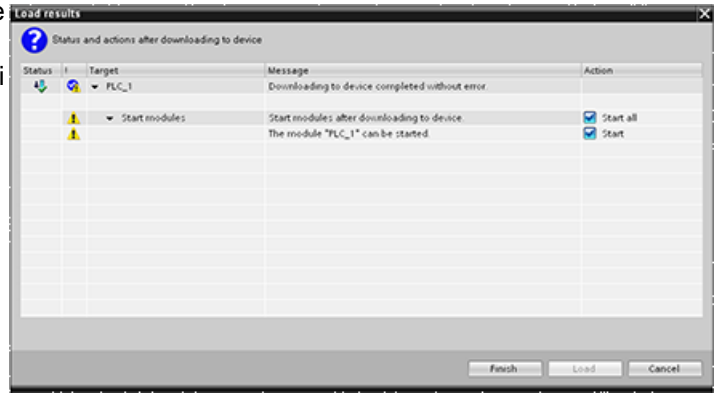 Load results
Status and actions after downloading to device
Status ! Target Message Action
PLC_1 Downloading to device completed without error.
Start modules Start modules after downloading to device. Start all
The module "PLC_1" can be started. Start
Finish Load Cancel